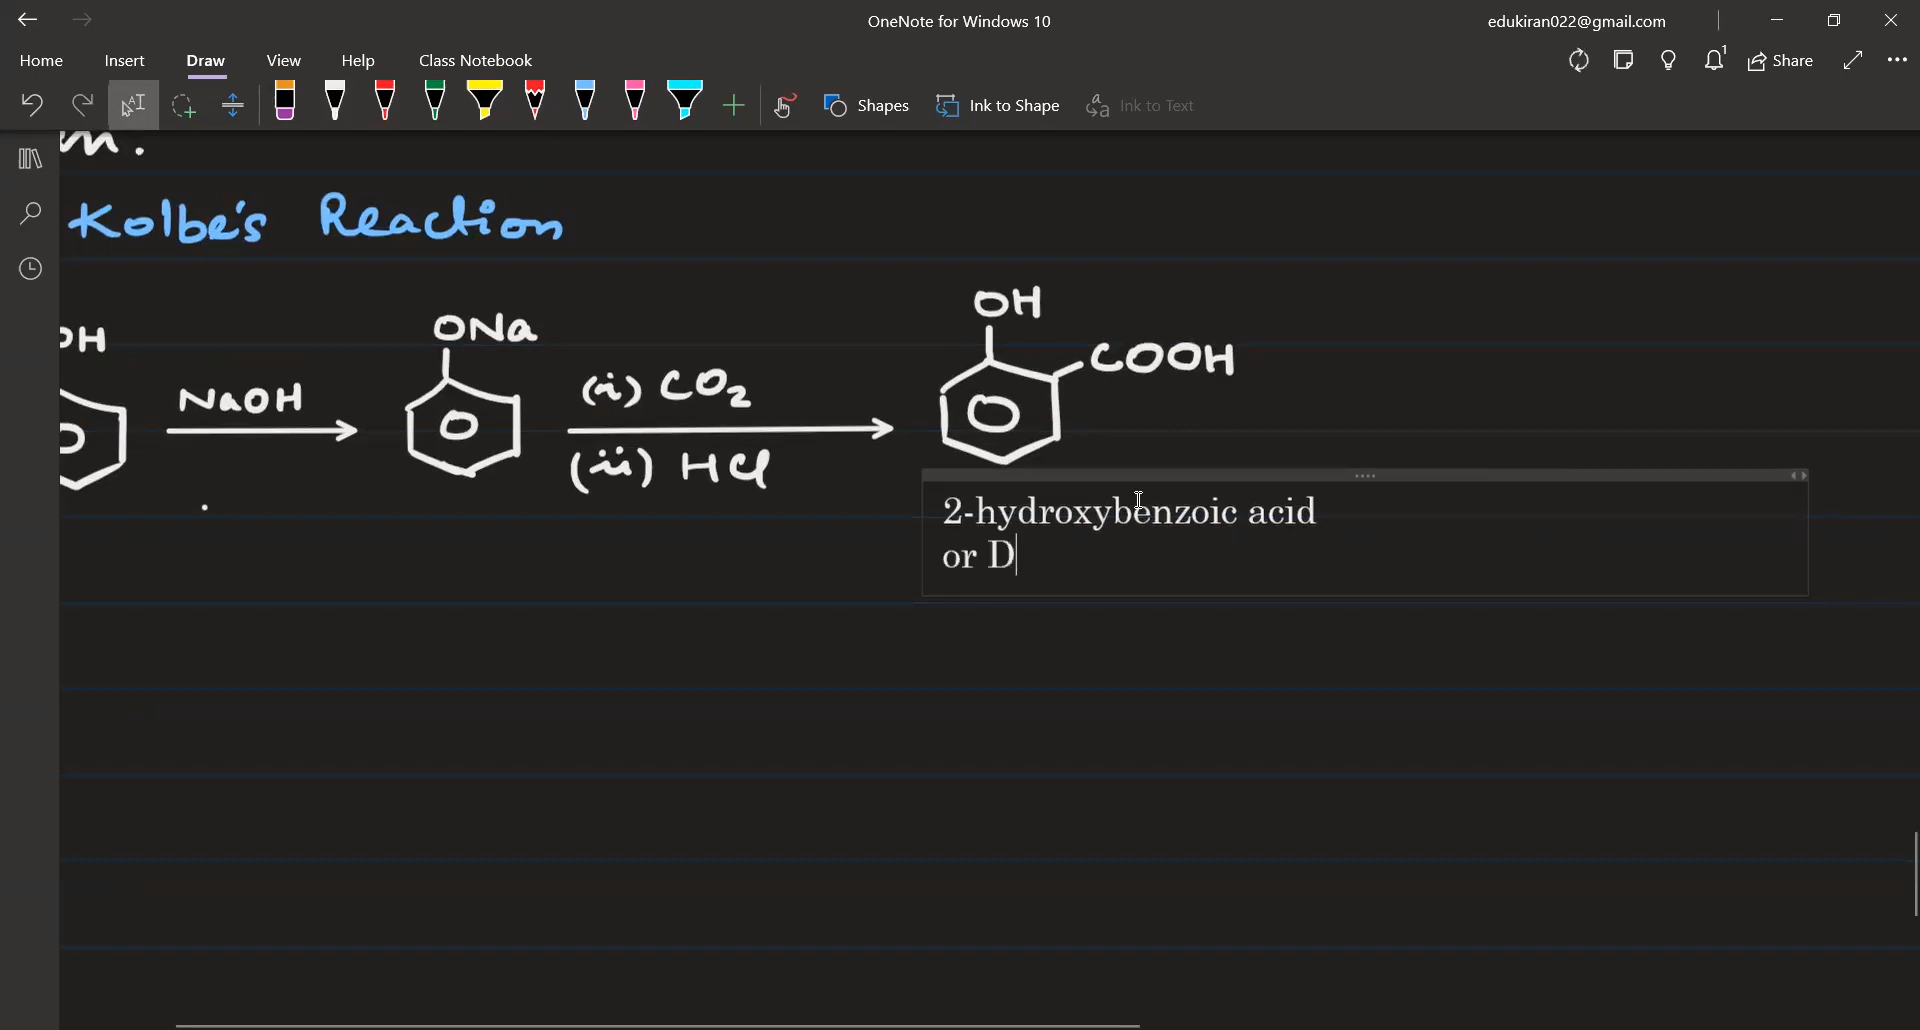 OneNote for Windows 10
edukiran022@gmail.com
Home Insert Draw View Help Class Notebook
1
Share
Shapes
Ink to Shape
Ink to Text
m.
Kolbe's Reaction
OH
NaOH
ONa
(i) CO2
(ii) HCl
OH
COOH
2-hydroxybenzoic acid
or D